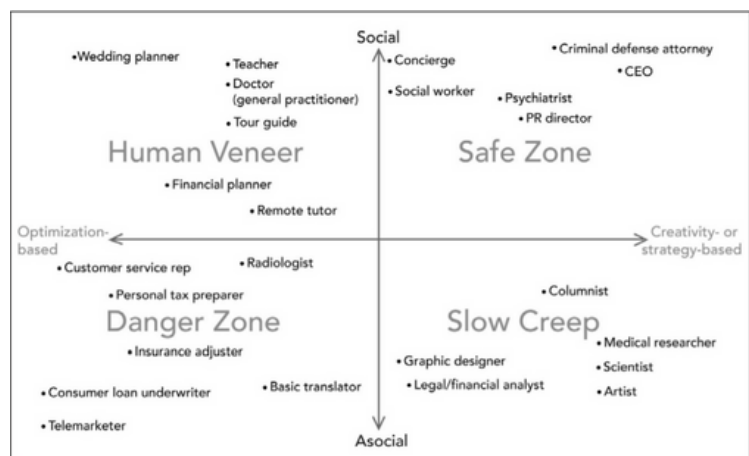 Social
• Wedding planner
• Teacher
• Doctor
(general practitioner)
• Tour guide
• Concierge
• Social worker
• Criminal defense attorney
• CEO
• Psychiatrist
• PR director
Human Veneer
Safe Zone
• Financial planner
• Remote tutor
Optimization-
based
Creativity- or
strategy-based
• Customer service rep
• Radiologist
• Personal tax preparer
• Columnist
Danger Zone
Slow Creep
• Insurance adjuster
• Consumer loan underwriter
• Basic translator
• Telemarketer
• Graphic designer
• Legal/financial analyst
• Medical researcher
• Scientist
• Artist
Asocial